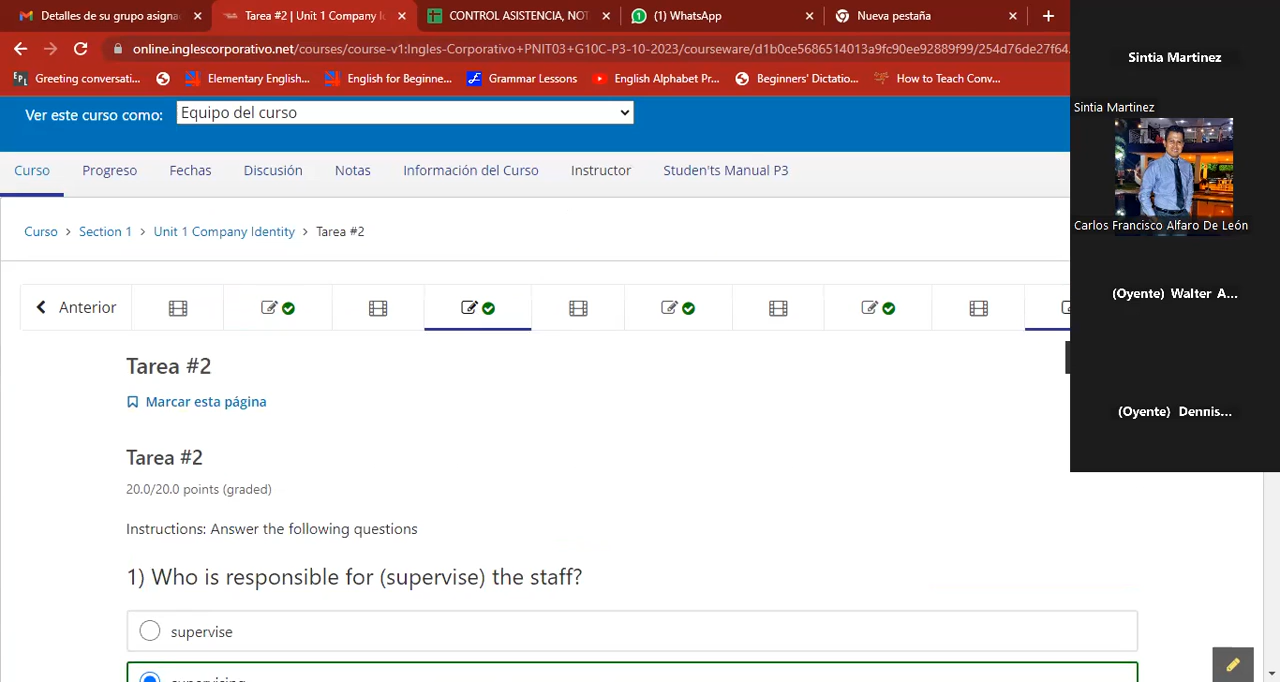 Detalles de su grupo asigna
Tarea #2 | Unit 1 Company I
CONTROL ASISTENCIA, NOT
(1) WhatsApp
Nueva pestaña
online.inglescorporativo.net/courses/course-v1:Ingles-Corporativo+PNIT03+G10C-P3-10-2023/courseware/d1b0ce5686514013a9fc90ee92889f99/254d76de27f64.
Greeting conversati...
Elementary English...
English for Beginne...
Grammar Lessons
English Alphabet Pr...
Beginners' Dictatio...
How to Teach Conv...
Ver este curso como:
Equipo del curso
Curso
Progreso
Fechas
Discusión
Notas
Información del Curso
Instructor
Studen'ts Manual P3
Curso > Section 1 > Unit 1 Company Identity > Tarea #2
Anterior
Tarea #2
Marcar esta página
Tarea #2
20.0/20.0 points (graded)
Instructions: Answer the following questions
1) Who is responsible for (supervise) the staff?
supervise
supervising
Sintia Martinez
Sintia Martinez
Carlos Francisco Alfaro De León
(Oyente) Walter A...
(Oyente) Dennis...